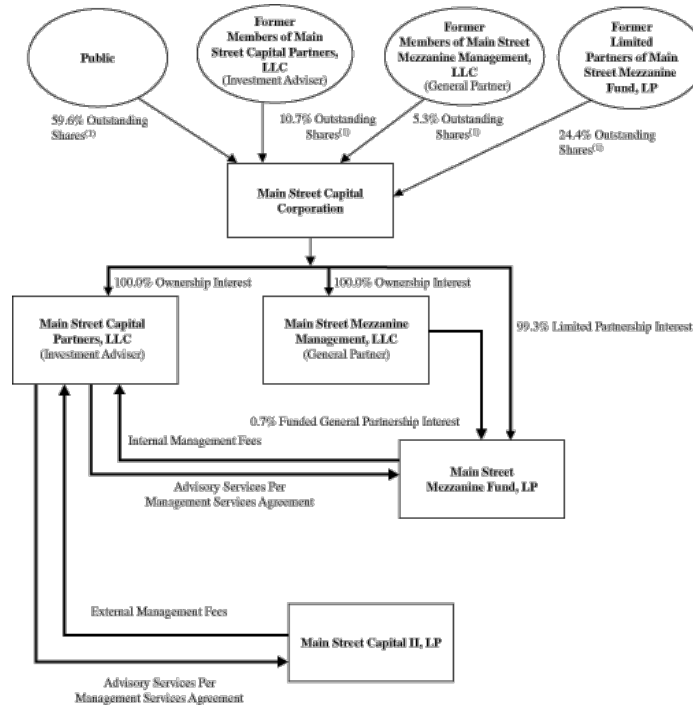 Public
Former
Members of Main
Street Capital Partners,
LLC
(Investment Adviser)
Former
Members of Main Street
Mezzanine Management,
LLC
(General Partner)
Former
Limited
Partners of Main
Street Mezzanine
Fund, LP
59.6% Outstanding
Shares(1)
10.7% Outstanding
Shares(1)
5.3% Outstanding
Shares(1)
24.4% Outstanding
Shares(1)
Main Street Capital
Corporation
100.0% Ownership Interest
100.0% Ownership Interest
99.3% Limited Partnership Interest
Main Street Capital
Partners, LLC
(Investment Adviser)
Main Street Mezzanine
Management, LLC
(General Partner)
0.7% Funded General Partnership Interest
Internal Management Fees
Main Street
Mezzanine Fund, LP
Advisory Services Per
Management Services Agreement
External Management Fees
Main Street Capital II, LP
Advisory Services Per
Management Services Agreement